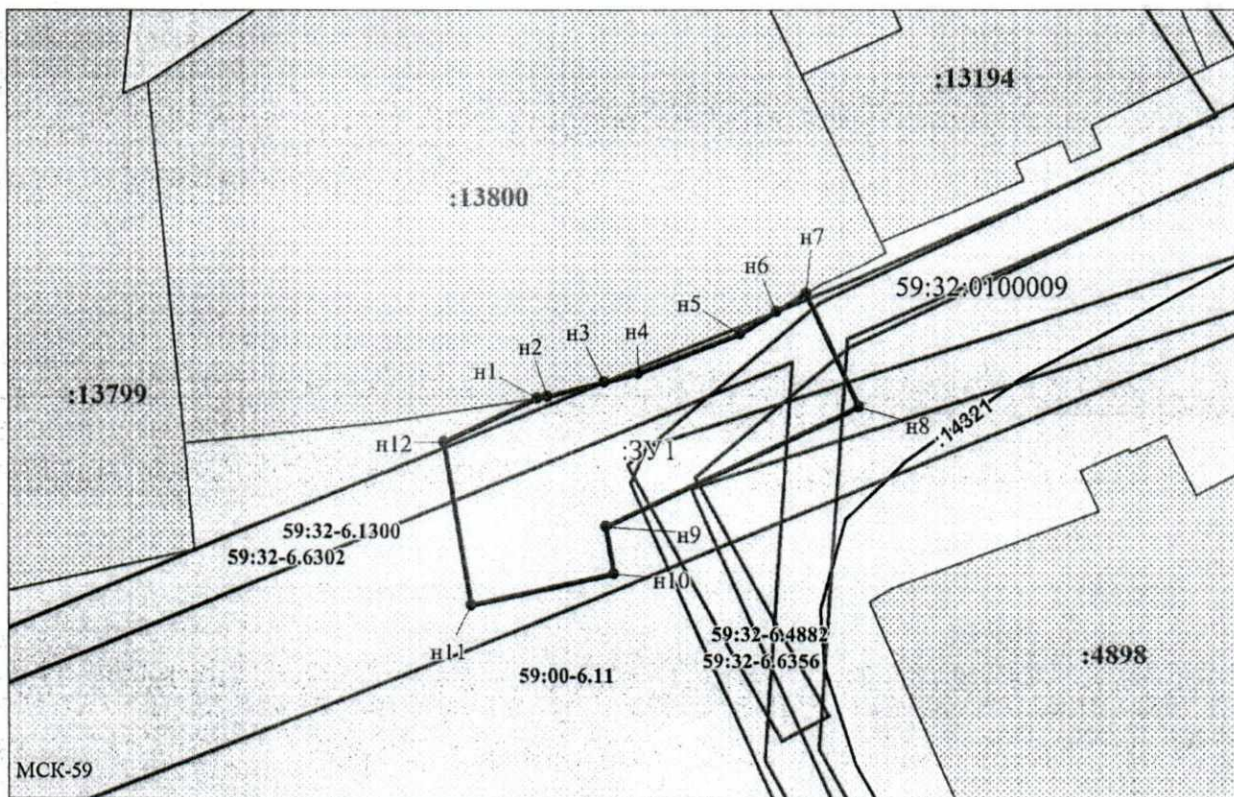 :13194
:13800
н7
н6
59:32:0100009
н5
н4
н3
н2
н1
:13799
н8
:14321
н12
:ЗУ1
59:32-6.1300
н9
59:32-6.6302
н10
59:32-6.4882
н11
59:32-6.6356
:4898
59:00-6.11
МСК-59